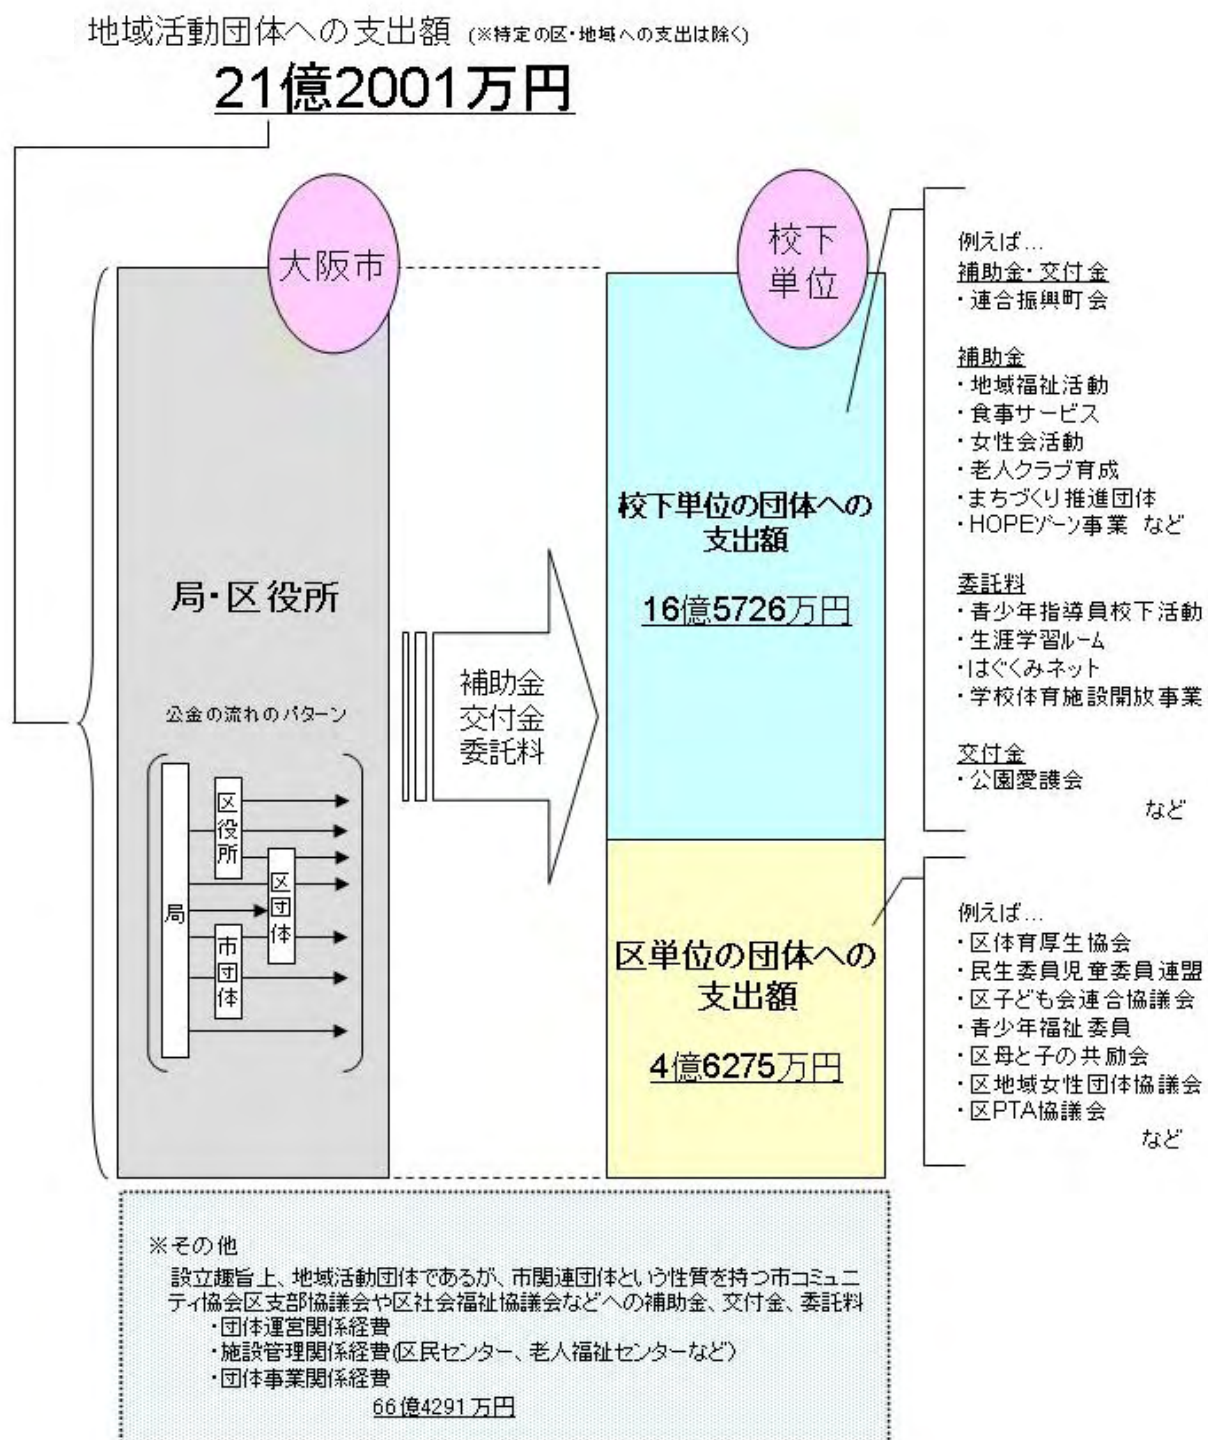 地域活動団体への支出額 (※特定の区・地域への支出は除く)
21億2001万円
大阪市
局・区役所
公金の流れのパターン
局
区役所
区団体
市団体
補助金
交付金
委託料
校下
単位
校下単位の団体への
支出額
16億5726万円
区単位の団体への
支出額
4億6275万円
例えば…
補助金・交付金
・連合振興町会
補助金
・地域福祉活動
・食事サービス
・女性会活動
・老人クラブ育成
・まちづくり推進団体
・HOPEゾーン事業 など
委託料
・青少年指導員校下活動
・生涯学習ルーム
・はぐくみネット
・学校体育施設開放事業
交付金
・公園愛護会
など
例えば…
・区体育厚生協会
・民生委員児童委員連盟
・区子ども会連合協議会
・青少年福祉委員
・区母と子の共励会
・区地域女性団体協議会
・区PTA協議会
など
※その他
設立趣旨上、地域活動団体であるが、市関連団体という性質を持つ市コミュニ
ティ協会区支部協議会や区社会福祉協議会などへの補助金、交付金、委託料
・団体運営関係経費
・施設管理関係経費(区民センター、老人福祉センターなど)
・団体事業関係経費
66億4291万円